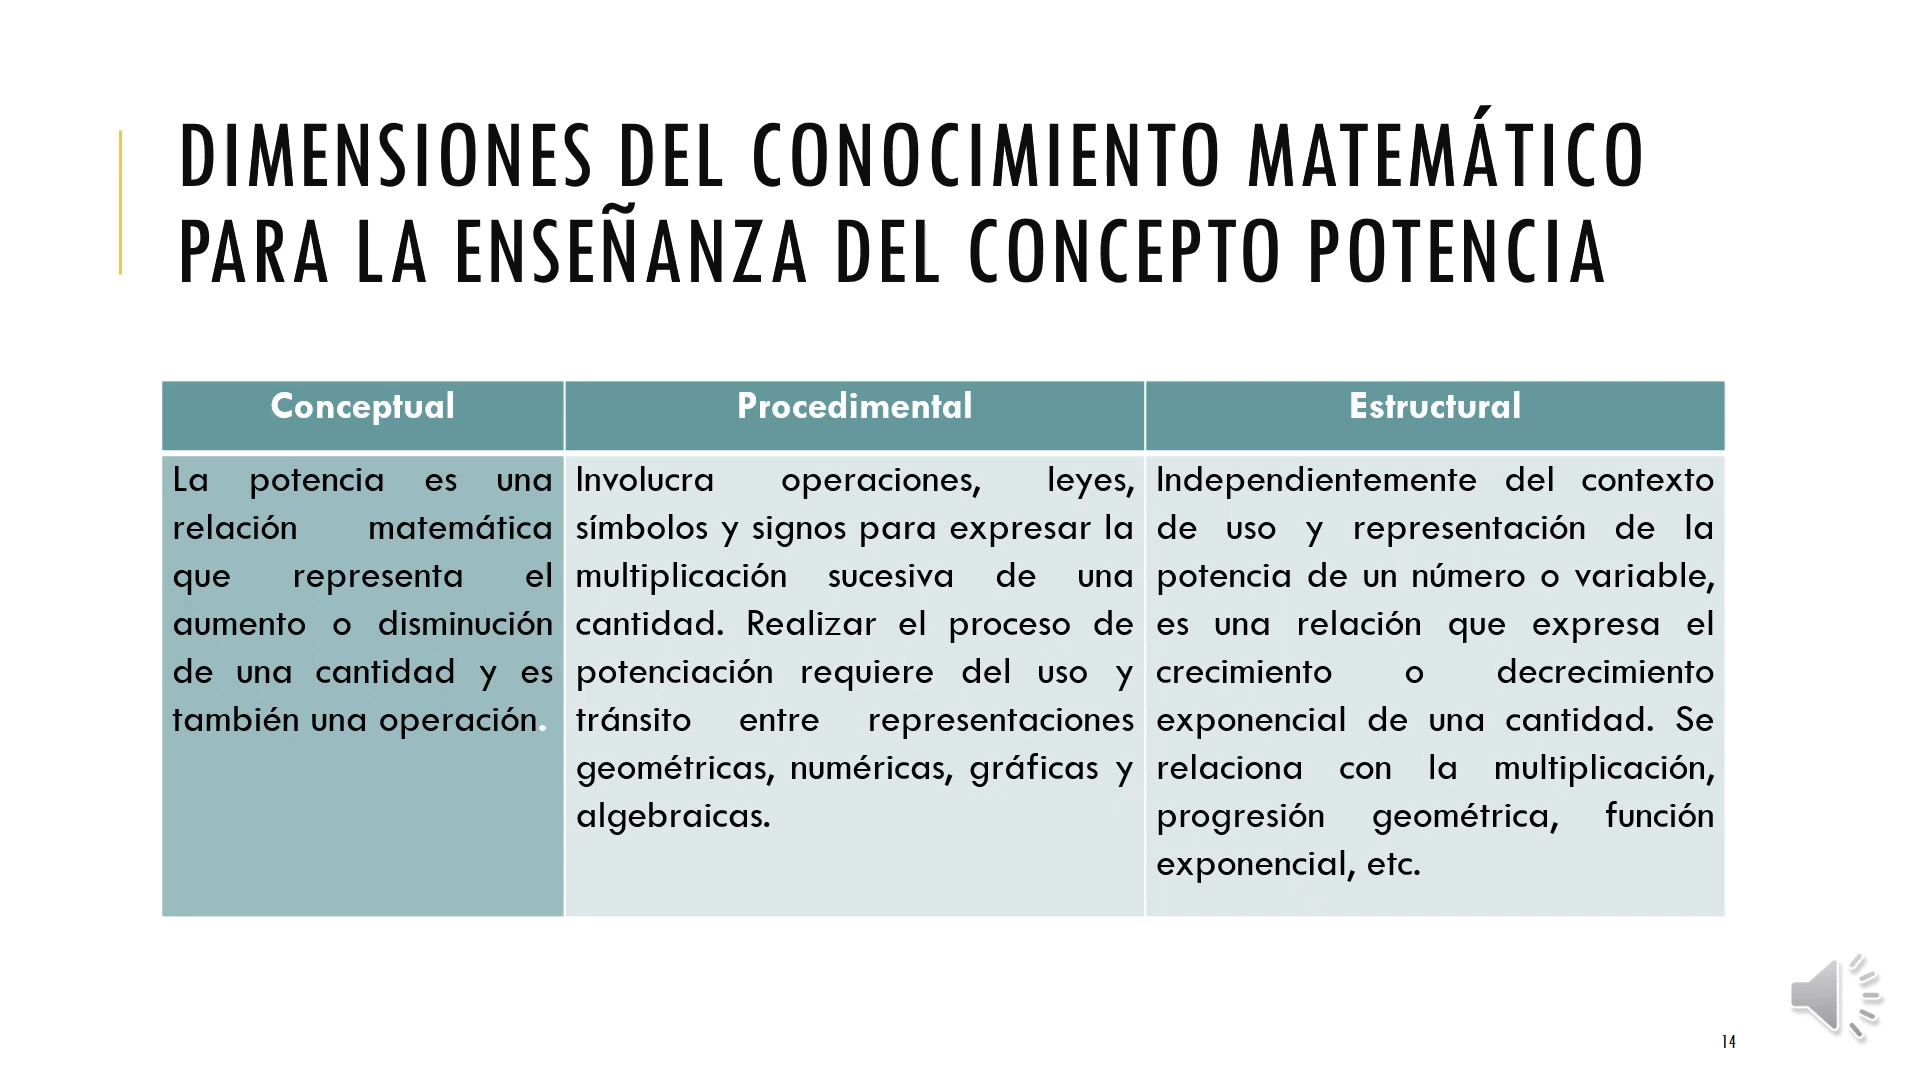 DIMENSIONES DEL CONOCIMIENTO MATEMÁTICO
PARA LA ENSEÑANZA DEL CONCEPTO POTENCIA
Conceptual
La potencia es una
relación matemática
que representa el
aumento o disminución
de una cantidad y es
también una operación.
Procedimental
Involucra operaciones, leyes,
símbolos y signos para expresar la
multiplicación sucesiva de una
cantidad. Realizar el proceso de
potenciación requiere del uso y
tránsito entre representaciones
geométricas, numéricas, gráficas y
algebraicas.
Estructural
Independientemente del contexto
de uso y representación de la
potencia de un número o variable,
es una relación que expresa el
crecimiento o decrecimiento
exponencial de una cantidad. Se
relaciona con la multiplicación,
progresión geométrica, función
exponencial, etc.
14